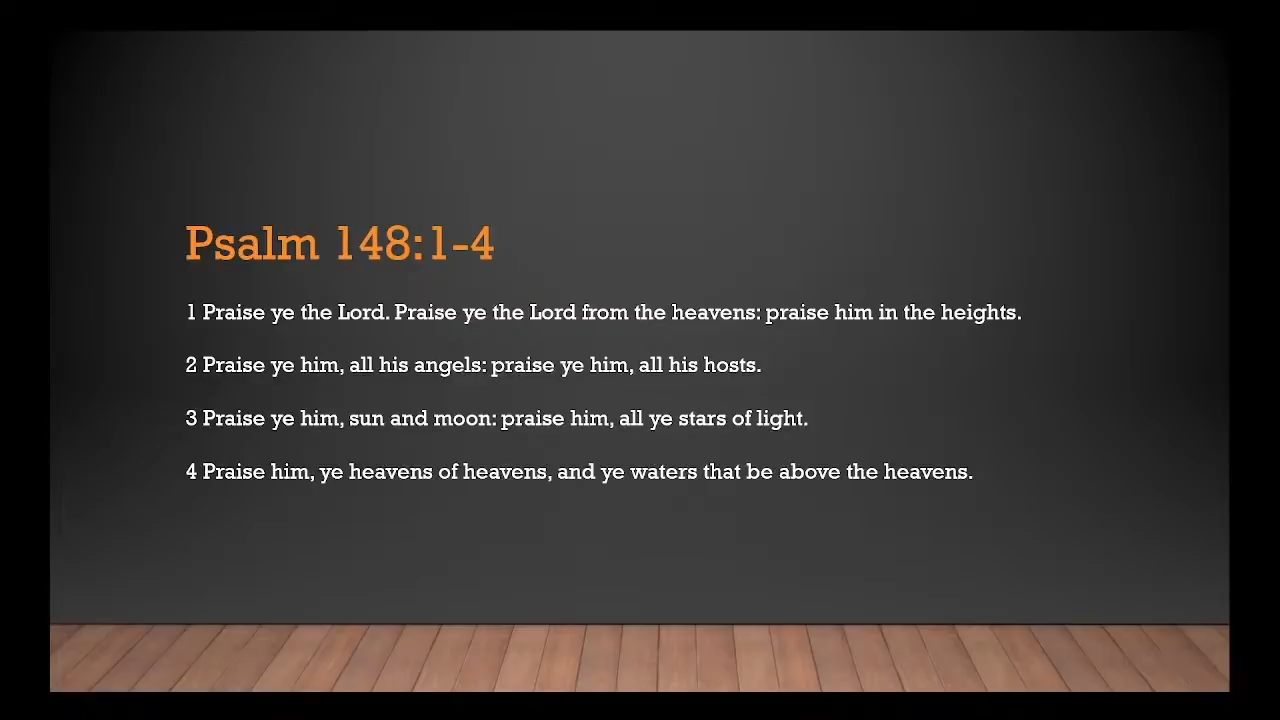 Psalm 148:1-4
1 Praise ye the Lord. Praise ye the Lord from the heavens: praise him in the heights.
2 Praise ye him, all his angels: praise ye him, all his hosts.
3 Praise ye him, sun and moon: praise him, all ye stars of light.
4 Praise him, ye heavens of heavens, and ye waters that be above the heavens.